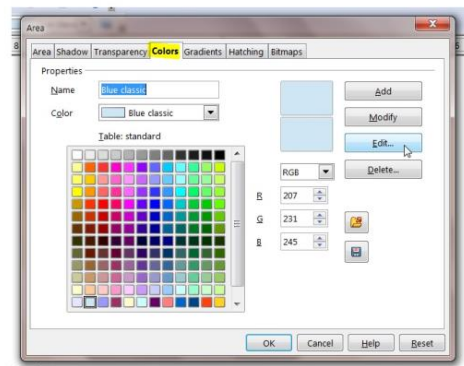 Area
Area Shadow Transparency Colors Gradients Hatching Bitmaps
Properties
Name Blue classic
Color Blue classic
Table: standard
Add
Modify
Edit...
Delete...
RGB
R 207
G 231
B 245
OK Cancel Help Reset